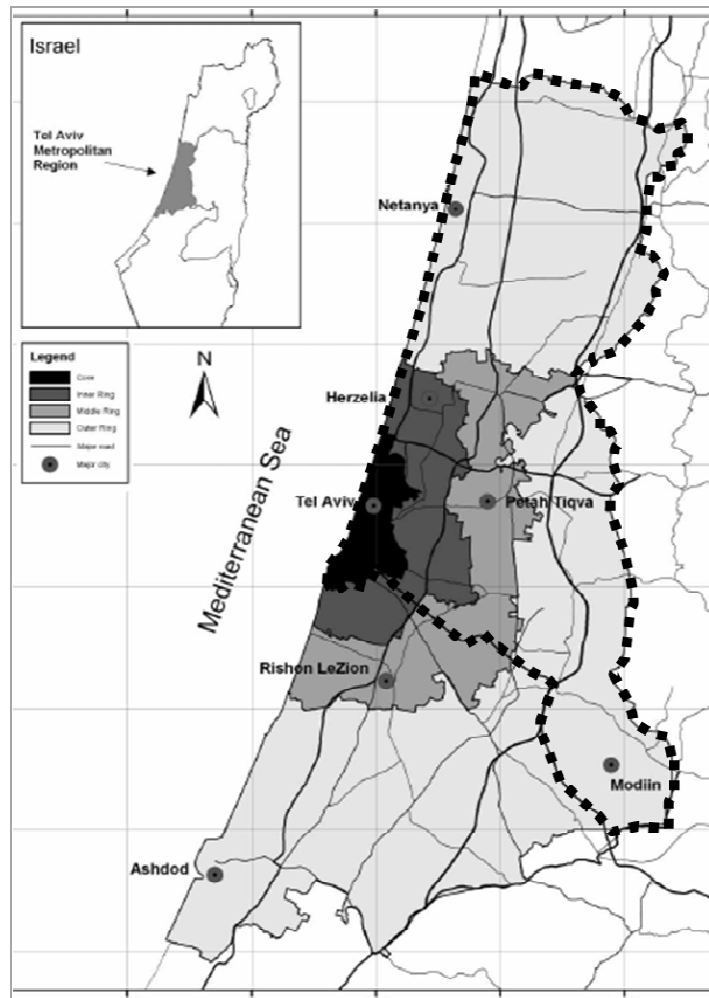 Israel
Tel Aviv
Metropolitan
Region
Netanya
Legend
Core
Inner Ring
Middle Ring
Outer Ring
Major road
Major city
N
Herzelia
Mediterranean Sea
Tel Aviv
Petah Tiqva
Rishon LeZion
Modiin
Ashdod